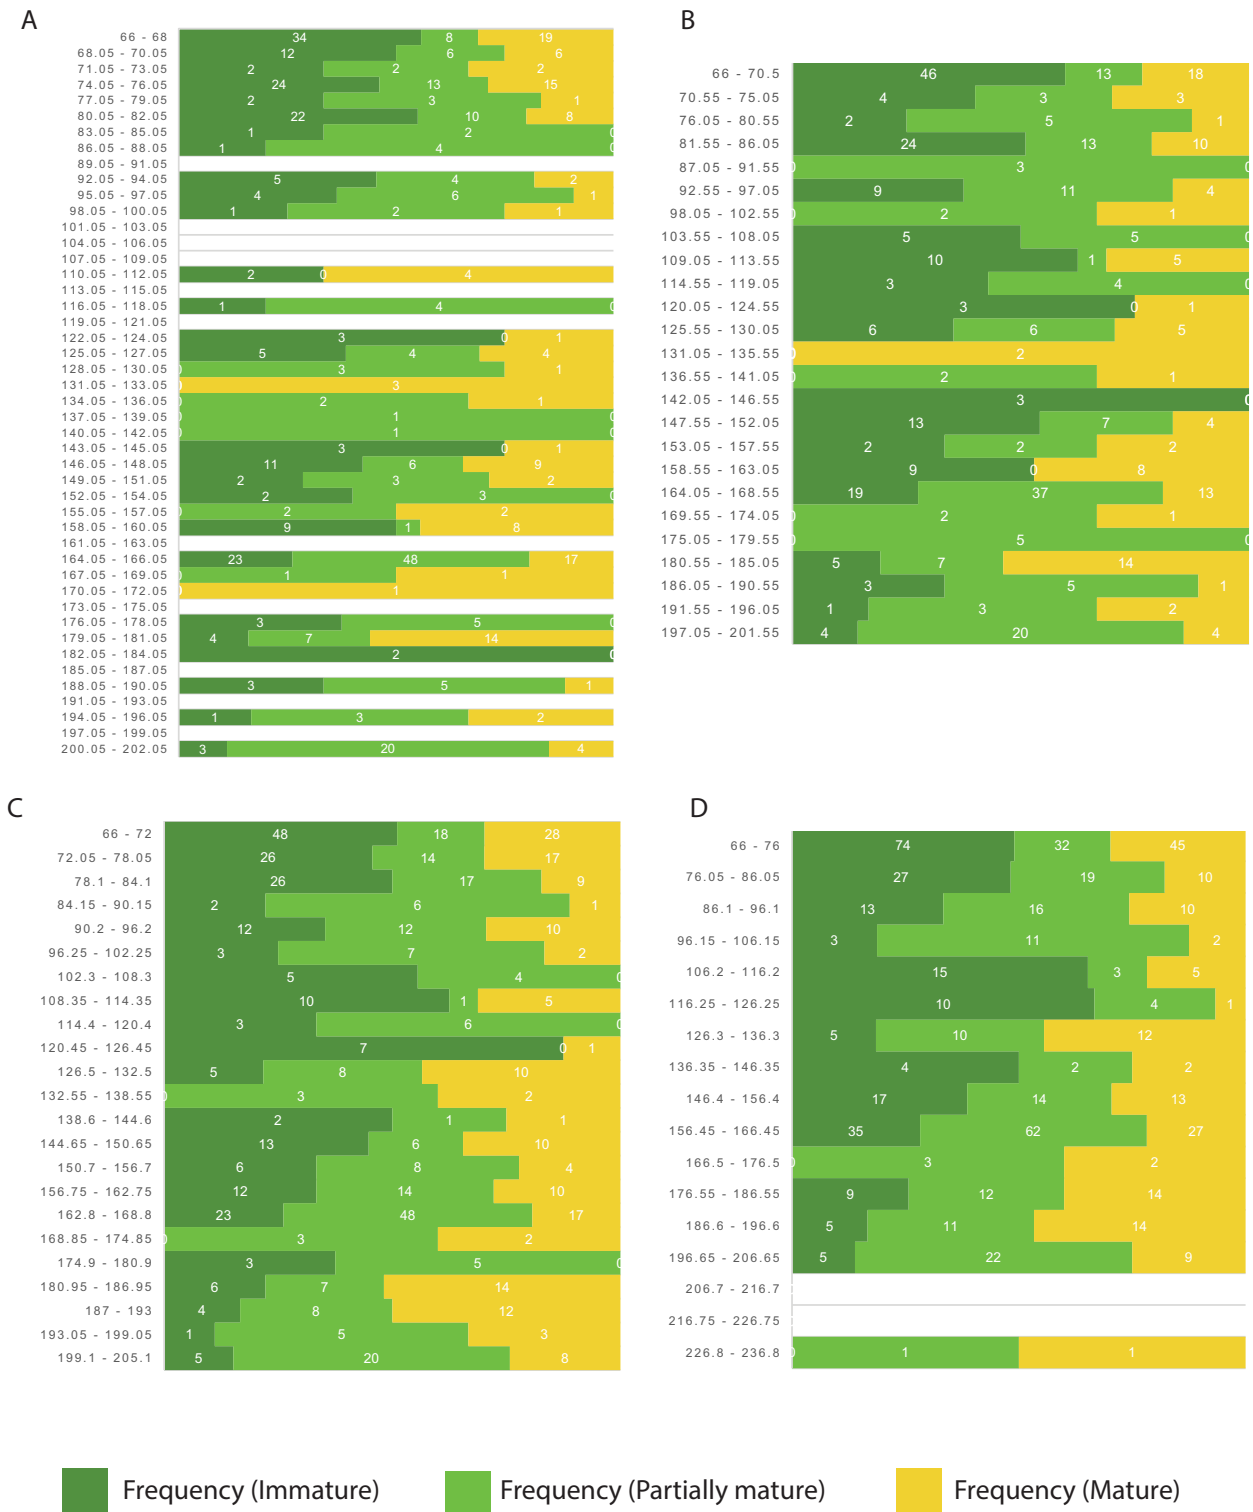 A
66 - 68 34 8 19
68.05 - 70.05 12 6 6
71.05 - 73.05 2 2 2
74.05 - 76.05 24 13 15
77.05 - 79.05 2 3 1
80.05 - 82.05 22 10 8
83.05 - 85.05 1 2 0
86.05 - 88.05 1 4 0
89.05 - 91.05
92.05 - 94.05 5 4 2
95.05 - 97.05 4 6 1
98.05 - 100.05 1 2 1
101.05 - 103.05
104.05 - 106.05
107.05 - 109.05
110.05 - 112.05 2 0 4
113.05 - 115.05
116.05 - 118.05 1 4 0
119.05 - 121.05
122.05 - 124.05 3 0 1
125.05 - 127.05 5 4 4
128.05 - 130.05 0 3 1
131.05 - 133.05 0 3
134.05 - 136.05 2 1
137.05 - 139.05 0 1 0
140.05 - 142.05 0 1 0
143.05 - 145.05 3 0 1
146.05 - 148.05 11 6 9
149.05 - 151.05 2 3 2
152.05 - 154.05 2 3 0
155.05 - 157.05 0 2 2
158.05 - 160.05 9 1 8
161.05 - 163.05
164.05 - 166.05 23 48 17
167.05 - 169.05 0 1 1
170.05 - 172.05 0 1
173.05 - 175.05
176.05 - 178.05 3 5 0
179.05 - 181.05 4 7 14
182.05 - 184.05 2 0
185.05 - 187.05
188.05 - 190.05 3 5 1
191.05 - 193.05
194.05 - 196.05 1 3 2
197.05 - 199.05
200.05 - 202.05 3 20 4
B
66 - 70.5 46 13 18
70.55 - 75.05 4 3 3
76.05 - 80.55 2 5 1
81.55 - 86.05 24 13 10
87.05 - 91.55 0 3 0
92.55 - 97.05 9 11 4
98.05 - 102.55 0 2 1
103.55 - 108.05 5 5 0
109.05 - 113.55 10 1 5
114.55 - 119.05 3 4 0
120.05 - 124.55 3 0 1
125.55 - 130.05 6 6 5
131.05 - 135.55 0 2
136.55 - 141.05 0 2 1
142.05 - 146.55 3 0
147.55 - 152.05 13 7 4
153.05 - 157.55 2 2 2
158.55 - 163.05 9 0 8
164.05 - 168.55 19 37 13
169.55 - 174.05 0 2 1
175.05 - 179.55 0 5 0
180.55 - 185.05 5 7 14
186.05 - 190.55 3 5 1
191.55 - 196.05 1 3 2
197.05 - 201.55 4 20 4
C
66 - 72 48 18 28
72.05 - 78.05 26 14 17
78.1 - 84.1 26 17 9
84.15 - 90.15 2 6 1
90.2 - 96.2 12 12 10
96.25 - 102.25 3 7 2
102.3 - 108.3 5 4 0
108.35 - 114.35 10 1 5
114.4 - 120.4 3 6 0
120.45 - 126.45 7 0 1
126.5 - 132.5 5 8 10
132.55 - 138.55 0 3 2
138.6 - 144.6 2 1 1
144.65 - 150.65 13 6 10
150.7 - 156.7 6 8 4
156.75 - 162.75 12 14 10
162.8 - 168.8 23 48 17
168.85 - 174.85 0 3 2
174.9 - 180.9 3 5 0
180.95 - 186.95 6 7 14
187 - 193 4 8 12
193.05 - 199.05 1 5 3
199.1 - 205.1 5 20 8
D
66 - 76 74 32 45
76.05 - 86.05 27 19 10
86.1 - 96.1 13 16 10
96.15 - 106.15 3 11 2
106.2 - 116.2 15 3 5
116.25 - 126.25 10 4 1
126.3 - 136.3 5 10 12
136.35 - 146.35 4 2 2
146.4 - 156.4 17 14 13
156.45 - 166.45 35 62 27
166.5 - 176.5 0 3 2
176.55 - 186.55 9 12 14
186.6 - 196.6 5 11 14
196.65 - 206.65 5 22 9
206.7 - 216.7
216.75 - 226.75
226.8 - 236.8 0 1 1
Frequency (Immature) Frequency (Partially mature) Frequency (Mature)